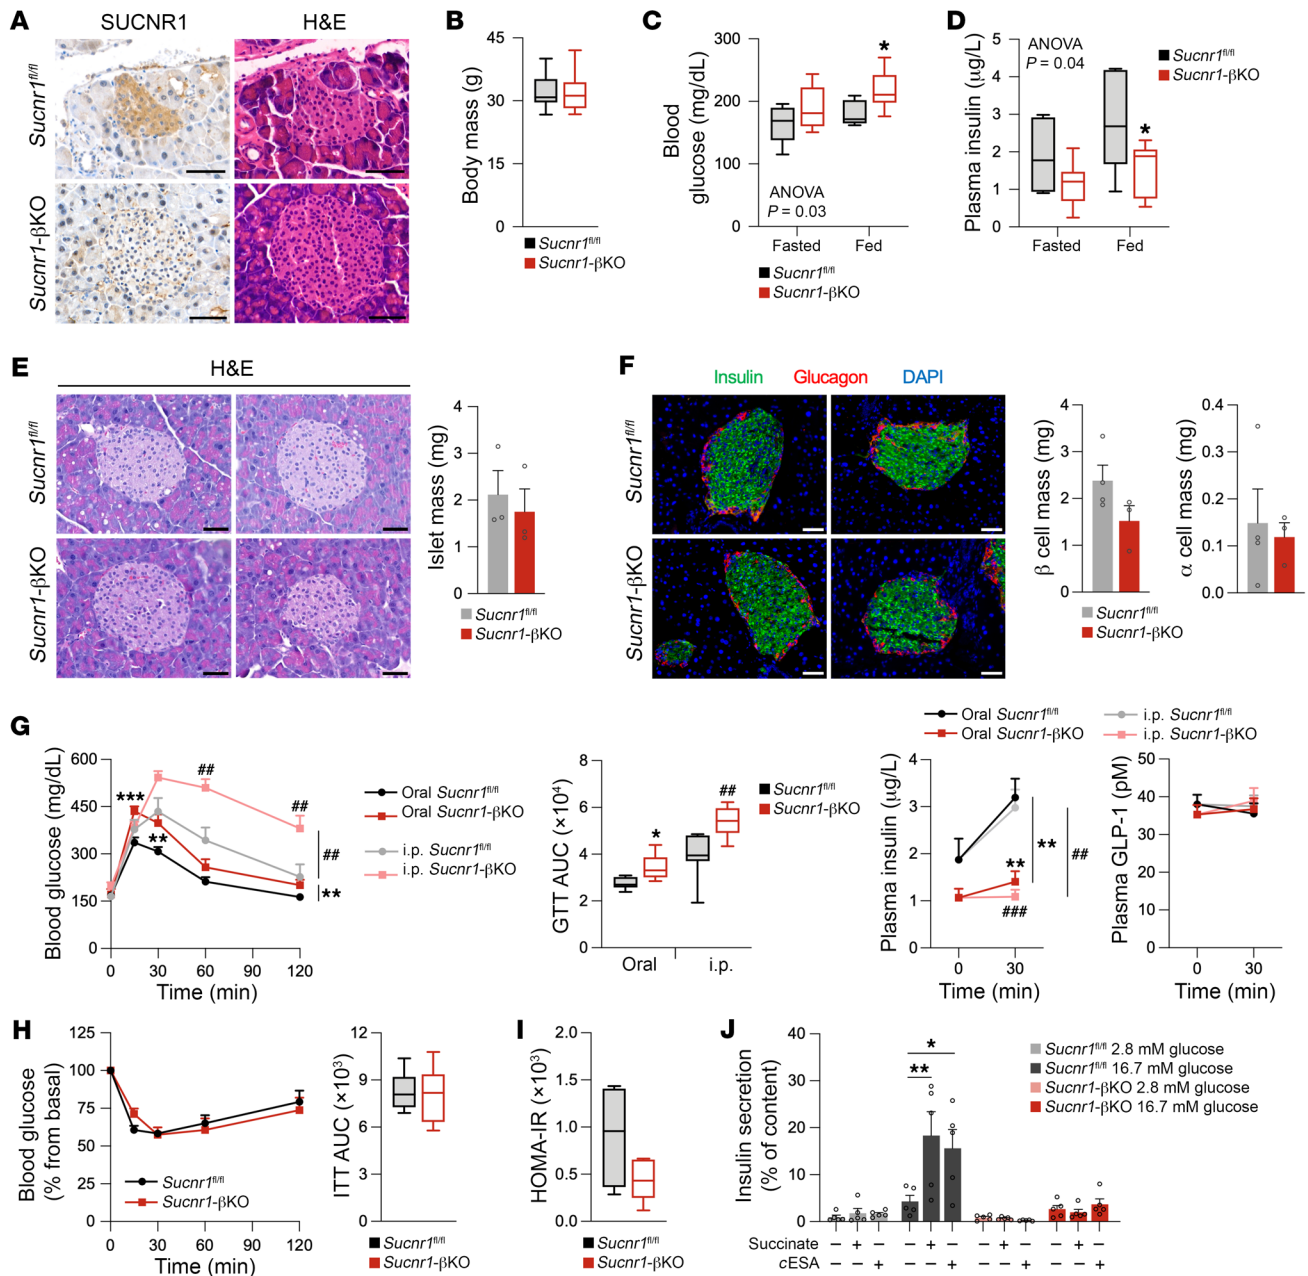 A
SUCNR1
H&E
Sucnr1fl/fl
Sucnr1-βKO
B
Body mass (g)
45
30
15
0
Sucnr1fl/fl
Sucnr1-βKO
C
Blood
glucose (mg/dL)
300
200
100
0
*
ANOVA
P = 0.03
Fasted
Fed
Sucnr1fl/fl
Sucnr1-βKO
D
Plasma insulin (µg/L)
5
4
3
2
1
0
ANOVA
P = 0.04
*
Fasted
Fed
Sucnr1fl/fl
Sucnr1-βKO
E
H&E
Sucnr1fl/fl
Sucnr1-βKO
Islet mass (mg)
4
3
2
1
0
Sucnr1fl/fl
Sucnr1-βKO
F
Insulin
Glucagon
DAPI
Sucnr1fl/fl
Sucnr1-βKO
β cell mass (mg)
4
3
2
1
0
Sucnr1fl/fl
Sucnr1-βKO
α cell mass (mg)
0.4
0.3
0.2
0.1
0.0
G
Blood glucose (mg/dL)
600
450
300
150
0
***
**
##
##
##
**
0 30 60 90 120
Time (min)
Oral Sucnr1fl/fl
Oral Sucnr1-βKO
i.p. Sucnr1fl/fl
i.p. Sucnr1-βKO
GTT AUC (×10⁴)
8
6
4
2
0
*
##
Oral
i.p.
Sucnr1fl/fl
Sucnr1-βKO
Oral Sucnr1fl/fl
Oral Sucnr1-βKO
i.p. Sucnr1fl/fl
i.p. Sucnr1-βKO
Plasma insulin (µg/L)
4
3
2
1
0
**
###
**
##
0 30
Time (min)
Plasma GLP-1 (pM)
50
40
30
20
10
0
0 30
Time (min)
H
Blood glucose
(% from basal)
125
100
75
50
25
0
Sucnr1fl/fl
Sucnr1-βKO
0 30 60 90 120
Time (min)
ITT AUC (×10³)
12
9
6
3
0
Sucnr1fl/fl
Sucnr1-βKO
I
HOMA-IR (×10³)
2.0
1.5
1.0
0.5
0.0
Sucnr1fl/fl
Sucnr1-βKO
J
Insulin secretion
(% of content)
40
30
20
10
0
*
**
Sucnr1fl/fl 2.8 mM glucose
Sucnr1fl/fl 16.7 mM glucose
Sucnr1-βKO 2.8 mM glucose
Sucnr1-βKO 16.7 mM glucose
Succinate − + − − + − − + − − + −
cESA − − + − − + − − + − − +